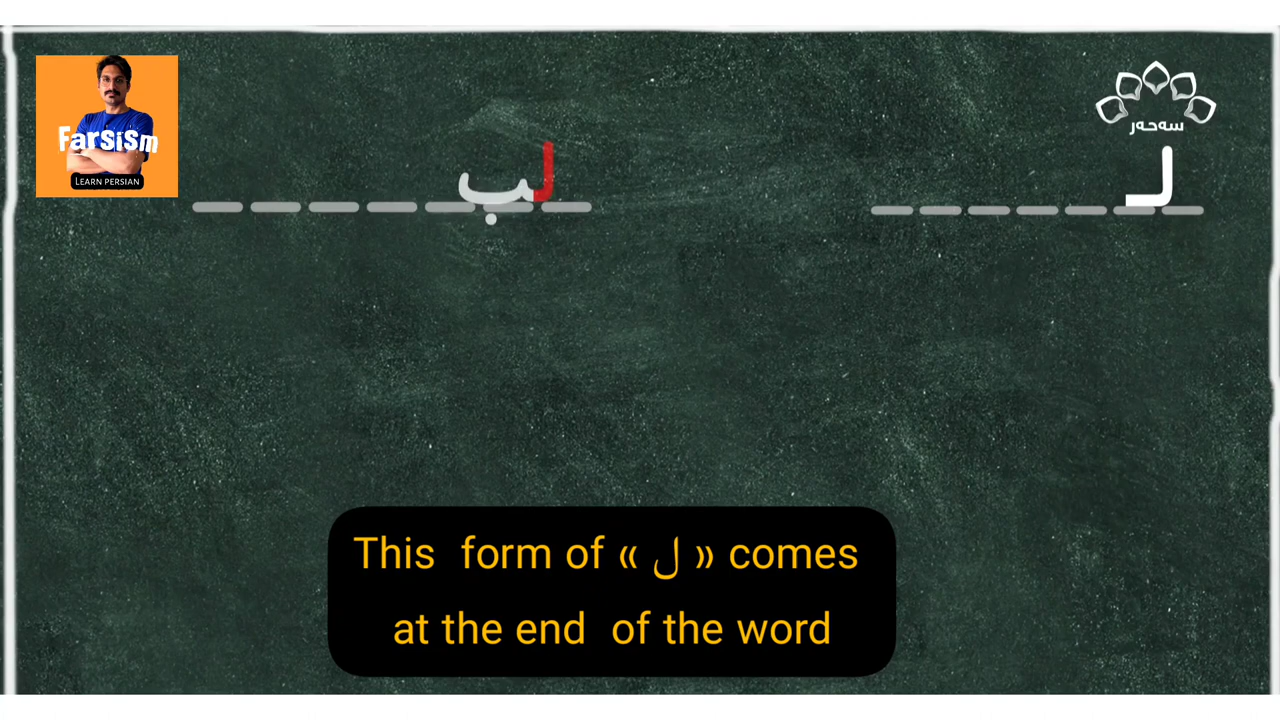 Farsism
LEARN PERSIAN
سەحەر
لـ
لب
This form of « ل » comes
at the end of the word